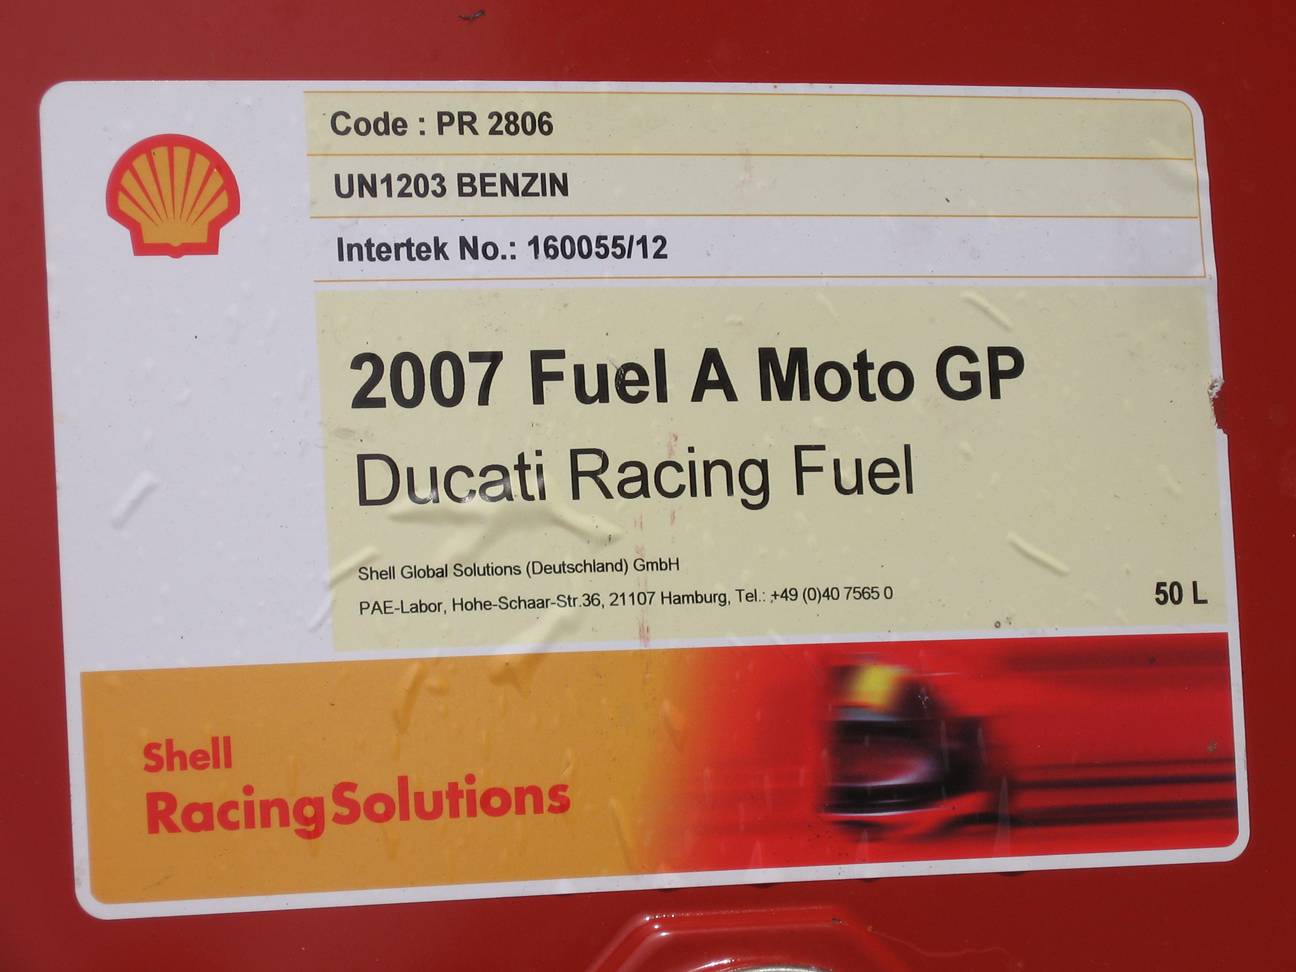 Code : PR 2806
UN1203 BENZIN
Intertek No.: 160055/12
2007 Fuel A Moto GP
Ducati Racing Fuel
Shell Global Solutions (Deutschland) GmbH
PAE-Labor, Hohe-Schaar-Str.36, 21107 Hamburg, Tel.: +49 (0)40 7565 0
50 L
Shell
Racing Solutions